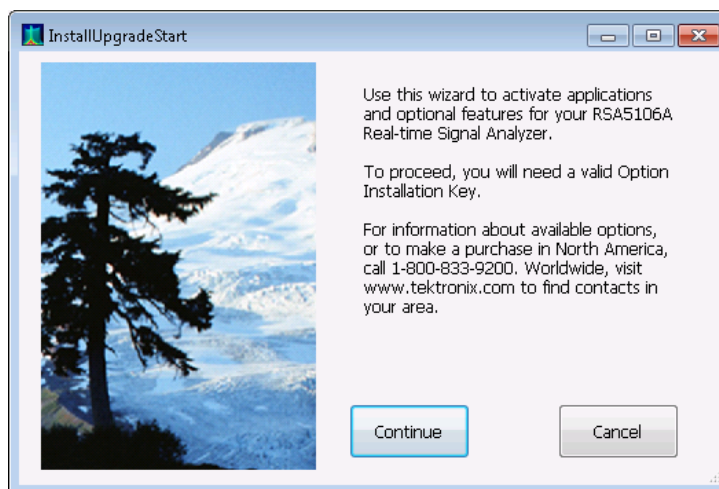 InstallUpgradeStart
Use this wizard to activate applications
and optional features for your RSA5106A
Real-time Signal Analyzer.
To proceed, you will need a valid Option
Installation Key.
For information about available options,
or to make a purchase in North America,
call 1-800-833-9200. Worldwide, visit
www.tektronix.com to find contacts in
your area.
Continue
Cancel